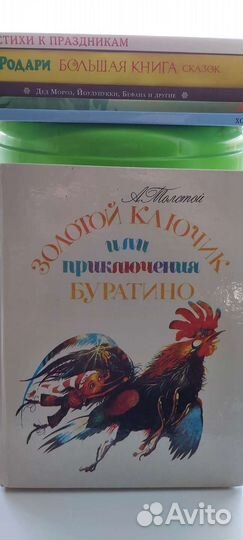 СТИХИ К ПРАЗДНИКАМ
РОДАРИ БОЛЬШАЯ КНИГА СКАЗОК
Дед Мороз, Йоулупукки, Бефана и другие
А. Толстой
ЗОЛОТОЙ КЛЮЧИК
или
приключения
БУРАТИНО
Avito